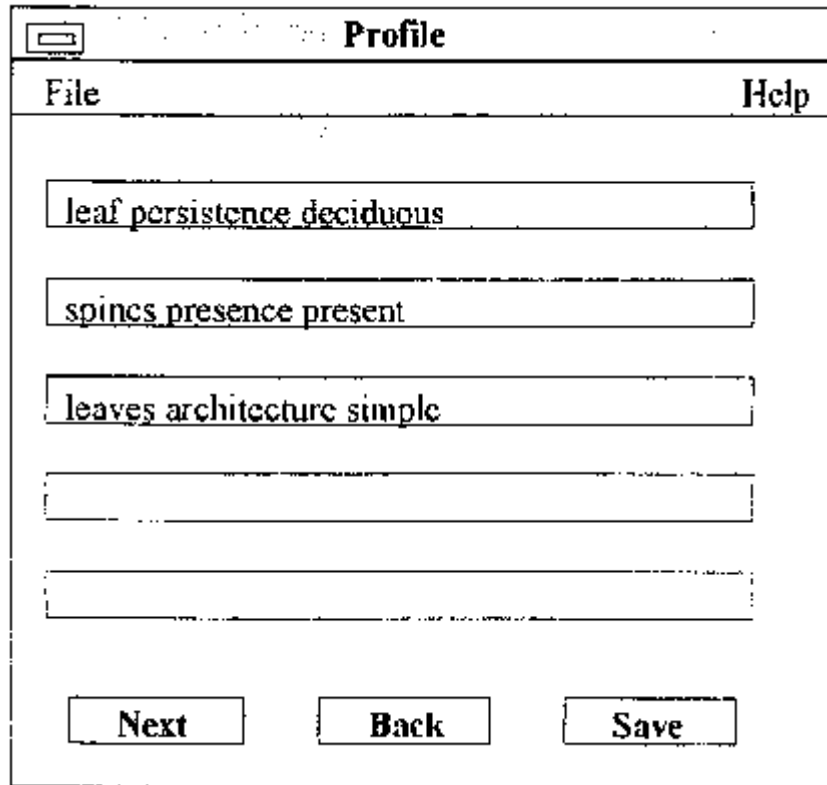 Profile
File Help
leaf persistence deciduous
spines presence present
leaves architecture simple
Next Back Save